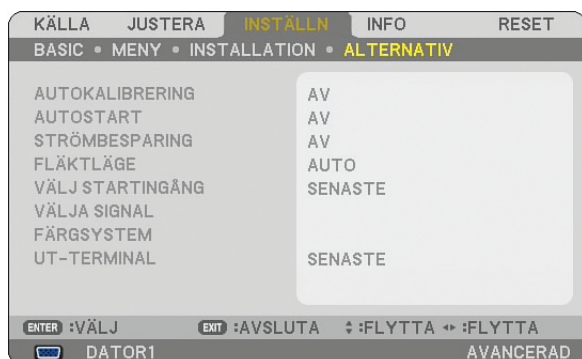 KÄLLA JUSTERA INSTÄLLN INFO RESET
BASIC • MENY • INSTALLATION • ALTERNATIV
AUTOKALIBRERING AV
AUTOSTART AV
STRÖMBESPARING AV
FLÄKTLÄGE AUTO
VÄLJ STARTINGÅNG SENASTE
VÄLJA SIGNAL
FÄRGSYSTEM
UT-TERMINAL SENASTE
ENTER :VÄLJ EXIT :AVSLUTA :FLYTTA :FLYTTA
DATOR1 AVANCERAD